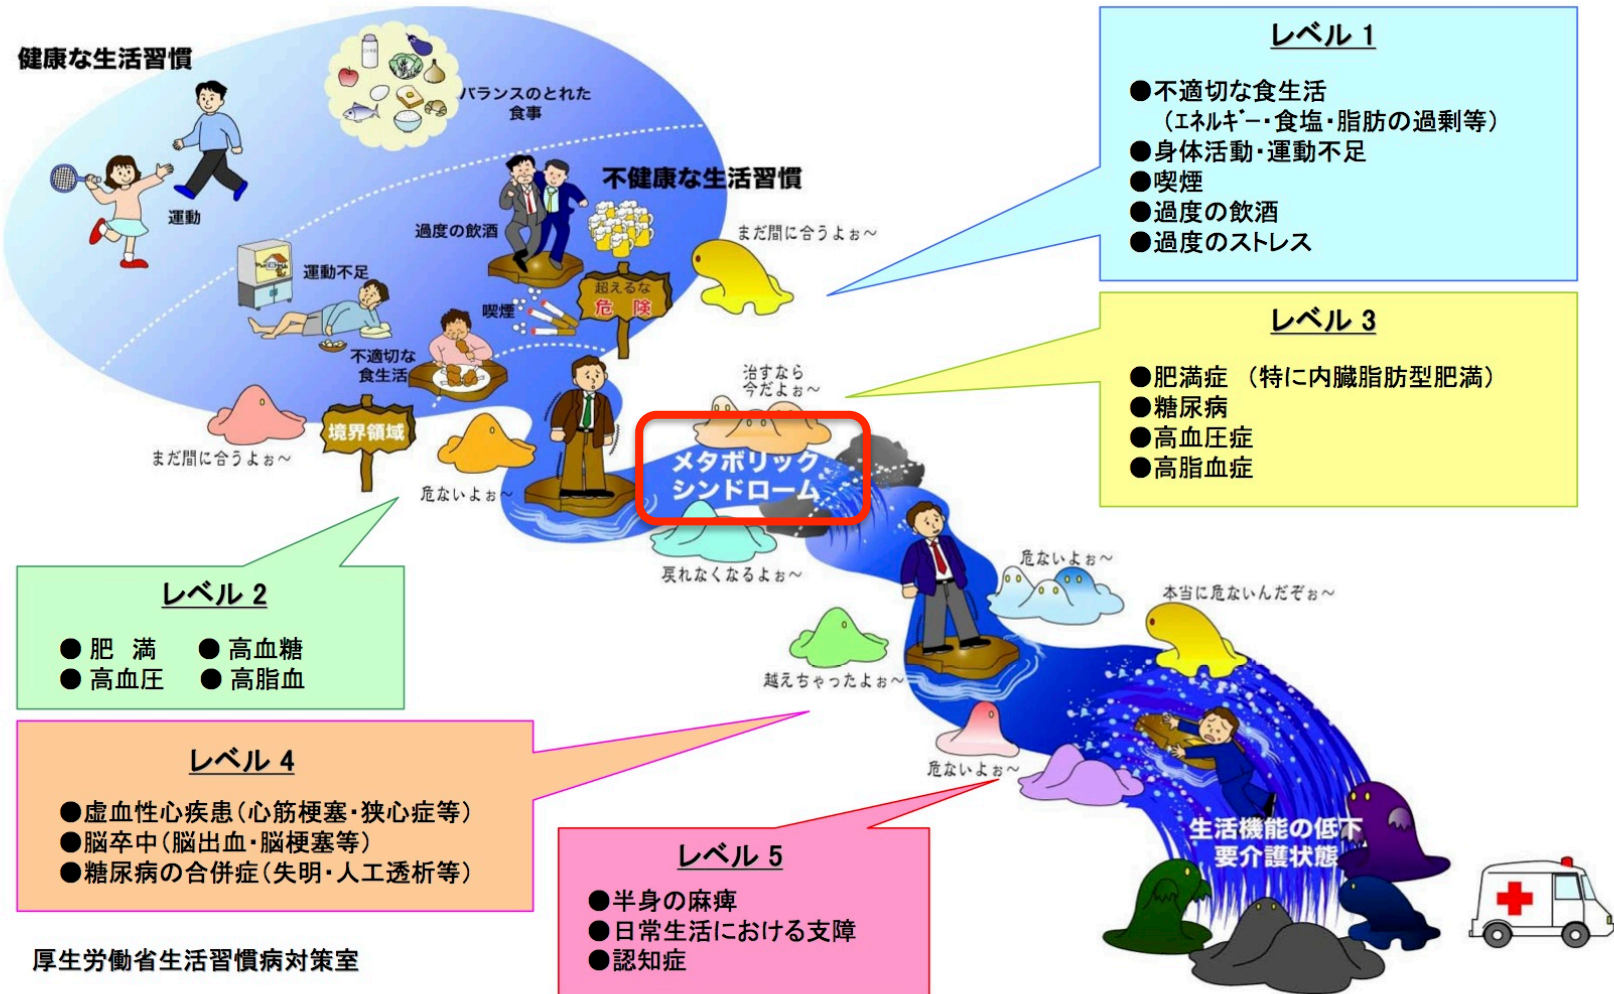 健康な生活習慣
バランスのとれた
食事
運動
不健康な生活習慣
過度の飲酒
運動不足
喫煙
超えるな
危 険
不適切な
食生活
まだ間に合うよぉ～
まだ間に合うよぉ～
境界領域
危ないよぉ～
治すなら
今だよぉ～
メタボリック
シンドローム
戻れなくなるよぉ～
危ないよぉ～
本当に危ないんだぞぉ～
越えちゃったよぉ～
危ないよぉ～
生活機能の低下
要介護状態
レベル 1
●不適切な食生活
（エネルギー・食塩・脂肪の過剰等）
●身体活動・運動不足
●喫煙
●過度の飲酒
●過度のストレス
レベル 3
●肥満症 （特に内臓脂肪型肥満）
●糖尿病
●高血圧症
●高脂血症
レベル 2
● 肥 満 ● 高血糖
● 高血圧 ● 高脂血
レベル 4
●虚血性心疾患（心筋梗塞・狭心症等）
●脳卒中（脳出血・脳梗塞等）
●糖尿病の合併症（失明・人工透析等）
レベル 5
●半身の麻痺
●日常生活における支障
●認知症
厚生労働省生活習慣病対策室